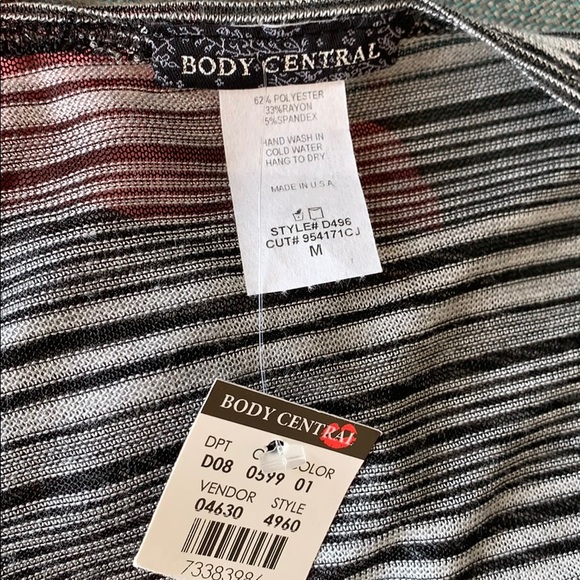 BODY CENTRAL
62% POLYESTER
33%RAYON
5%SPANDEX
HAND WASH IN
COLD WATER
HANG TO DRY
MADE IN U.S.A
STYLE# D496
CUT# 954171CJ
M
BODY CENTRAL
DPT COLOR
D08 0599 01
VENDOR STYLE
04630 4960